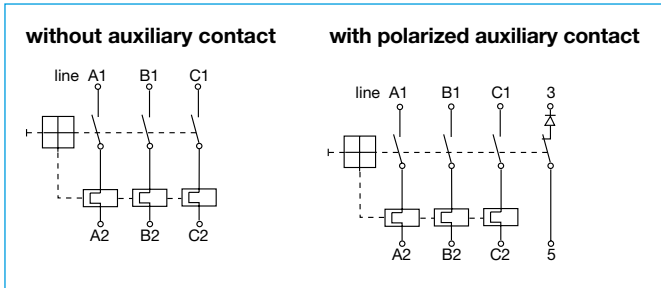 without auxiliary contact
line A1 B1 C1
A2 B2 C2
with polarized auxiliary contact
line A1 B1 C1 3
A2 B2 C2 5